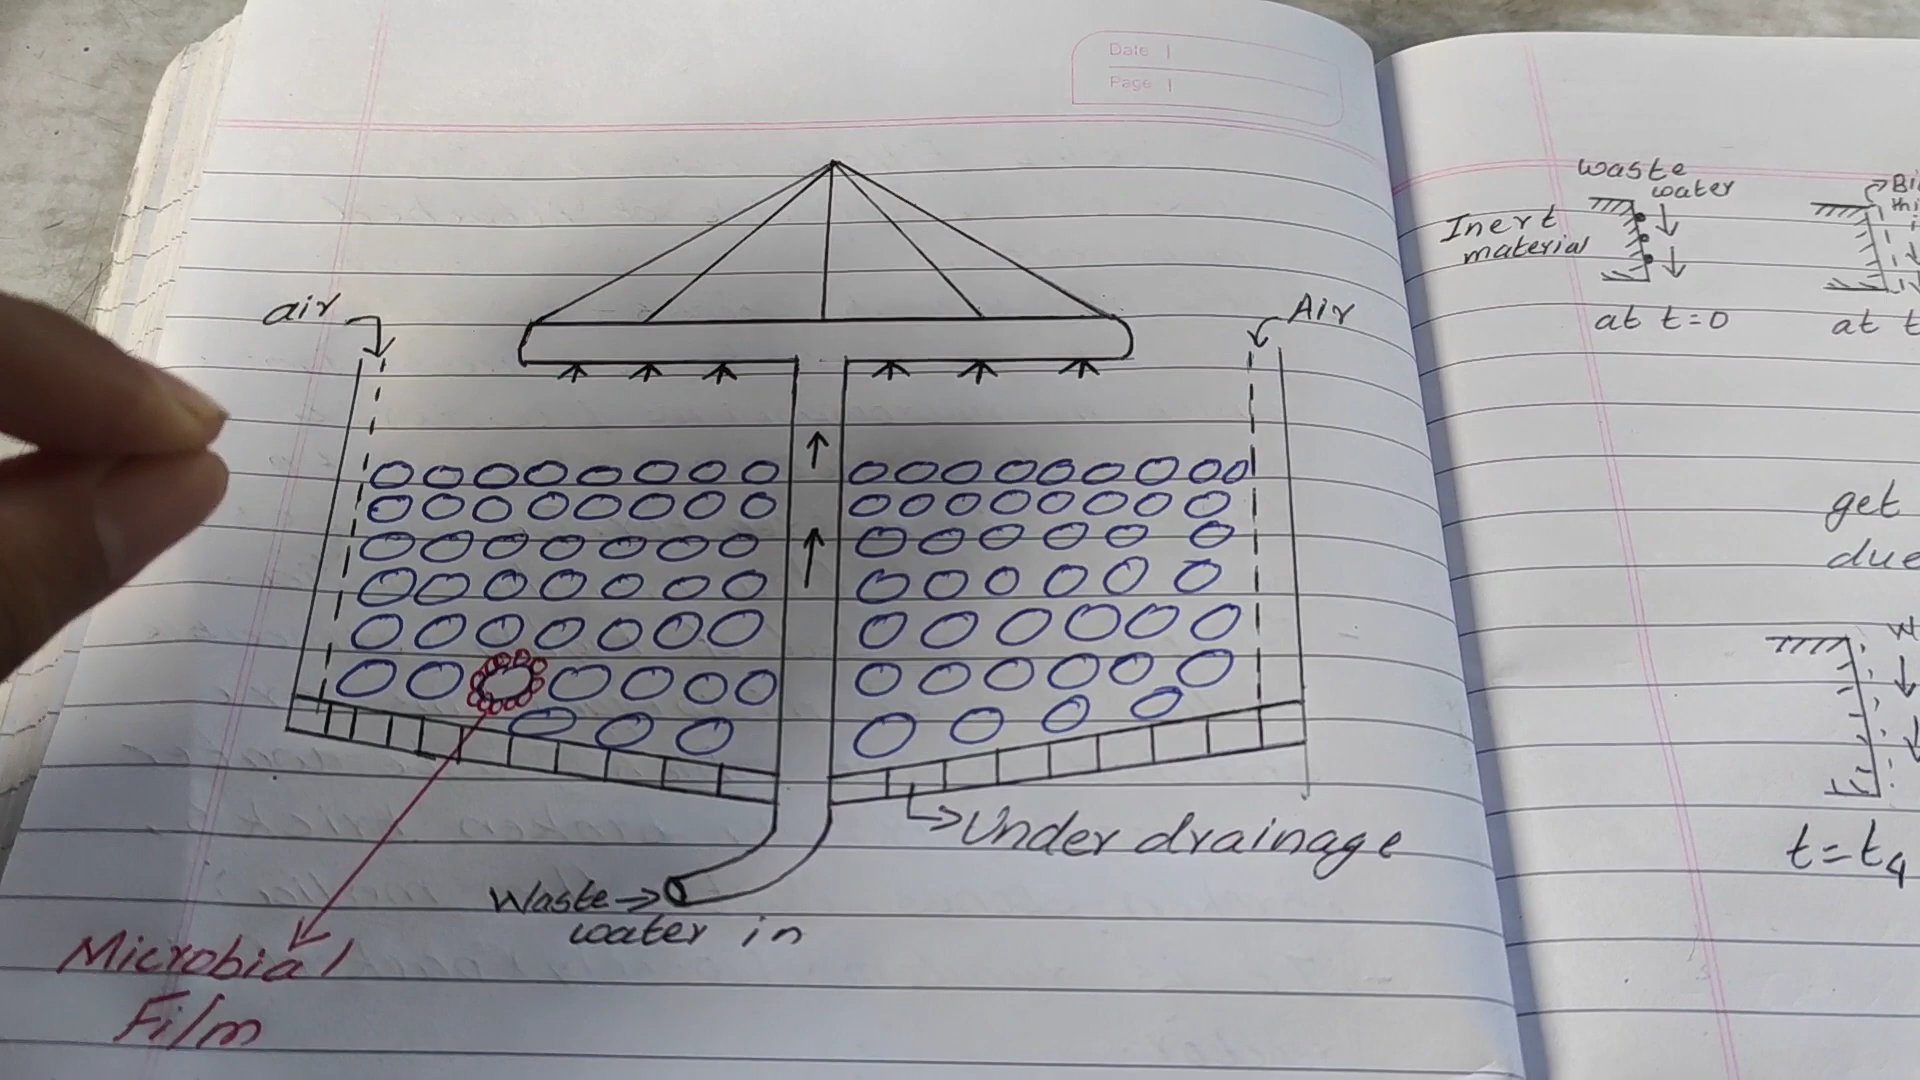 Date
Page
air
Air
Under drainage
Waste
water in
Microbial
Film
waste
water
Inert
material
at t=0
at t
get
due
t=t4